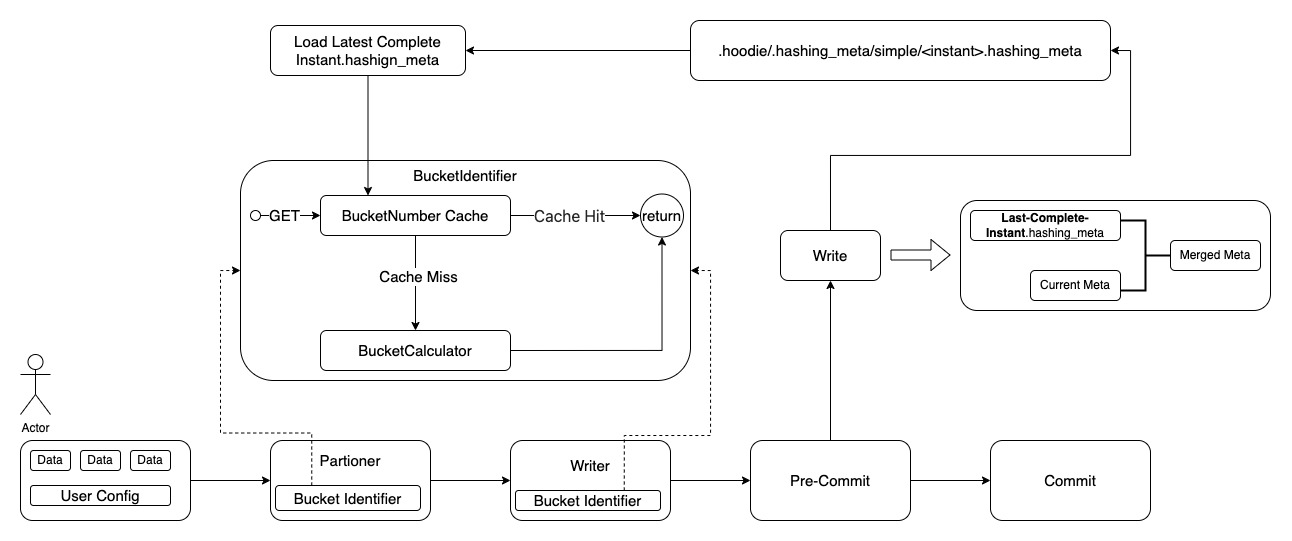 Load Latest Complete
Instant.hashign_meta
.hoodie/.hashing_meta/simple/<instant>.hashing_meta
BucketIdentifier
GET
BucketNumber Cache
Cache Hit
return
Cache Miss
BucketCalculator
Write
Last-Complete-
Instant.hashing_meta
Merged Meta
Current Meta
Actor
Data
Data
Data
User Config
Partioner
Bucket Identifier
Writer
Bucket Identifier
Pre-Commit
Commit